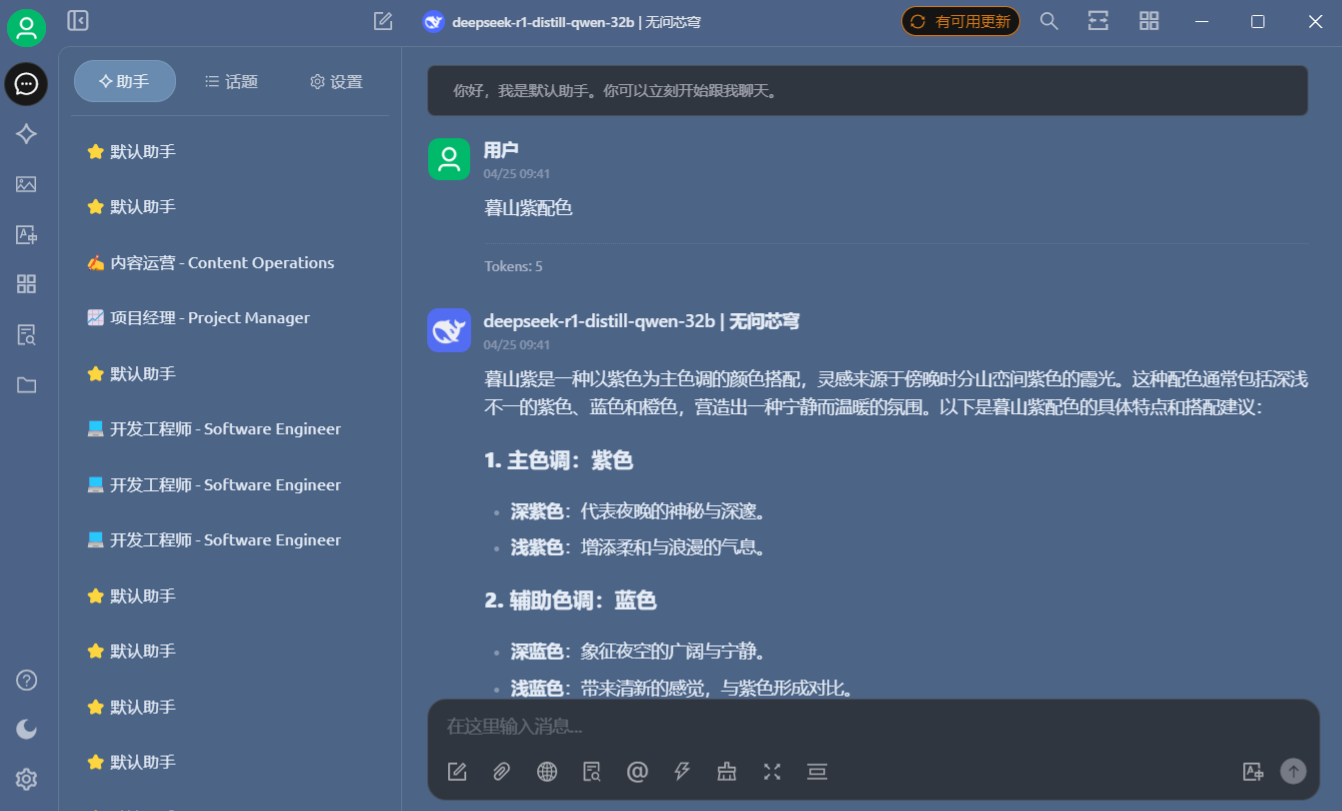 deepseek-r1-distill-qwen-32b | 无问芯穹
有可用更新
助手
话题
设置
默认助手
默认助手
内容运营 - Content Operations
项目经理 - Project Manager
默认助手
开发工程师 - Software Engineer
开发工程师 - Software Engineer
开发工程师 - Software Engineer
默认助手
默认助手
默认助手
默认助手
你好，我是默认助手。你可以立刻开始跟我聊天。
用户
04/25 09:41
暮山紫配色
Tokens: 5
deepseek-r1-distill-qwen-32b | 无问芯穹
04/25 09:41
暮山紫是一种以紫色为主色调的颜色搭配，灵感来源于傍晚时分山峦间紫色的霞光。这种配色通常包括深浅
不一的紫色、蓝色和橙色，营造出一种宁静而温暖的氛围。以下是暮山紫配色的具体特点和搭配建议：
1. 主色调：紫色
深紫色：代表夜晚的神秘与深邃。
浅紫色：增添柔和与浪漫的气息。
2. 辅助色调：蓝色
深蓝色：象征夜空的广阔与宁静。
浅蓝色：带来清新的感觉，与紫色形成对比。
在这里输入消息...